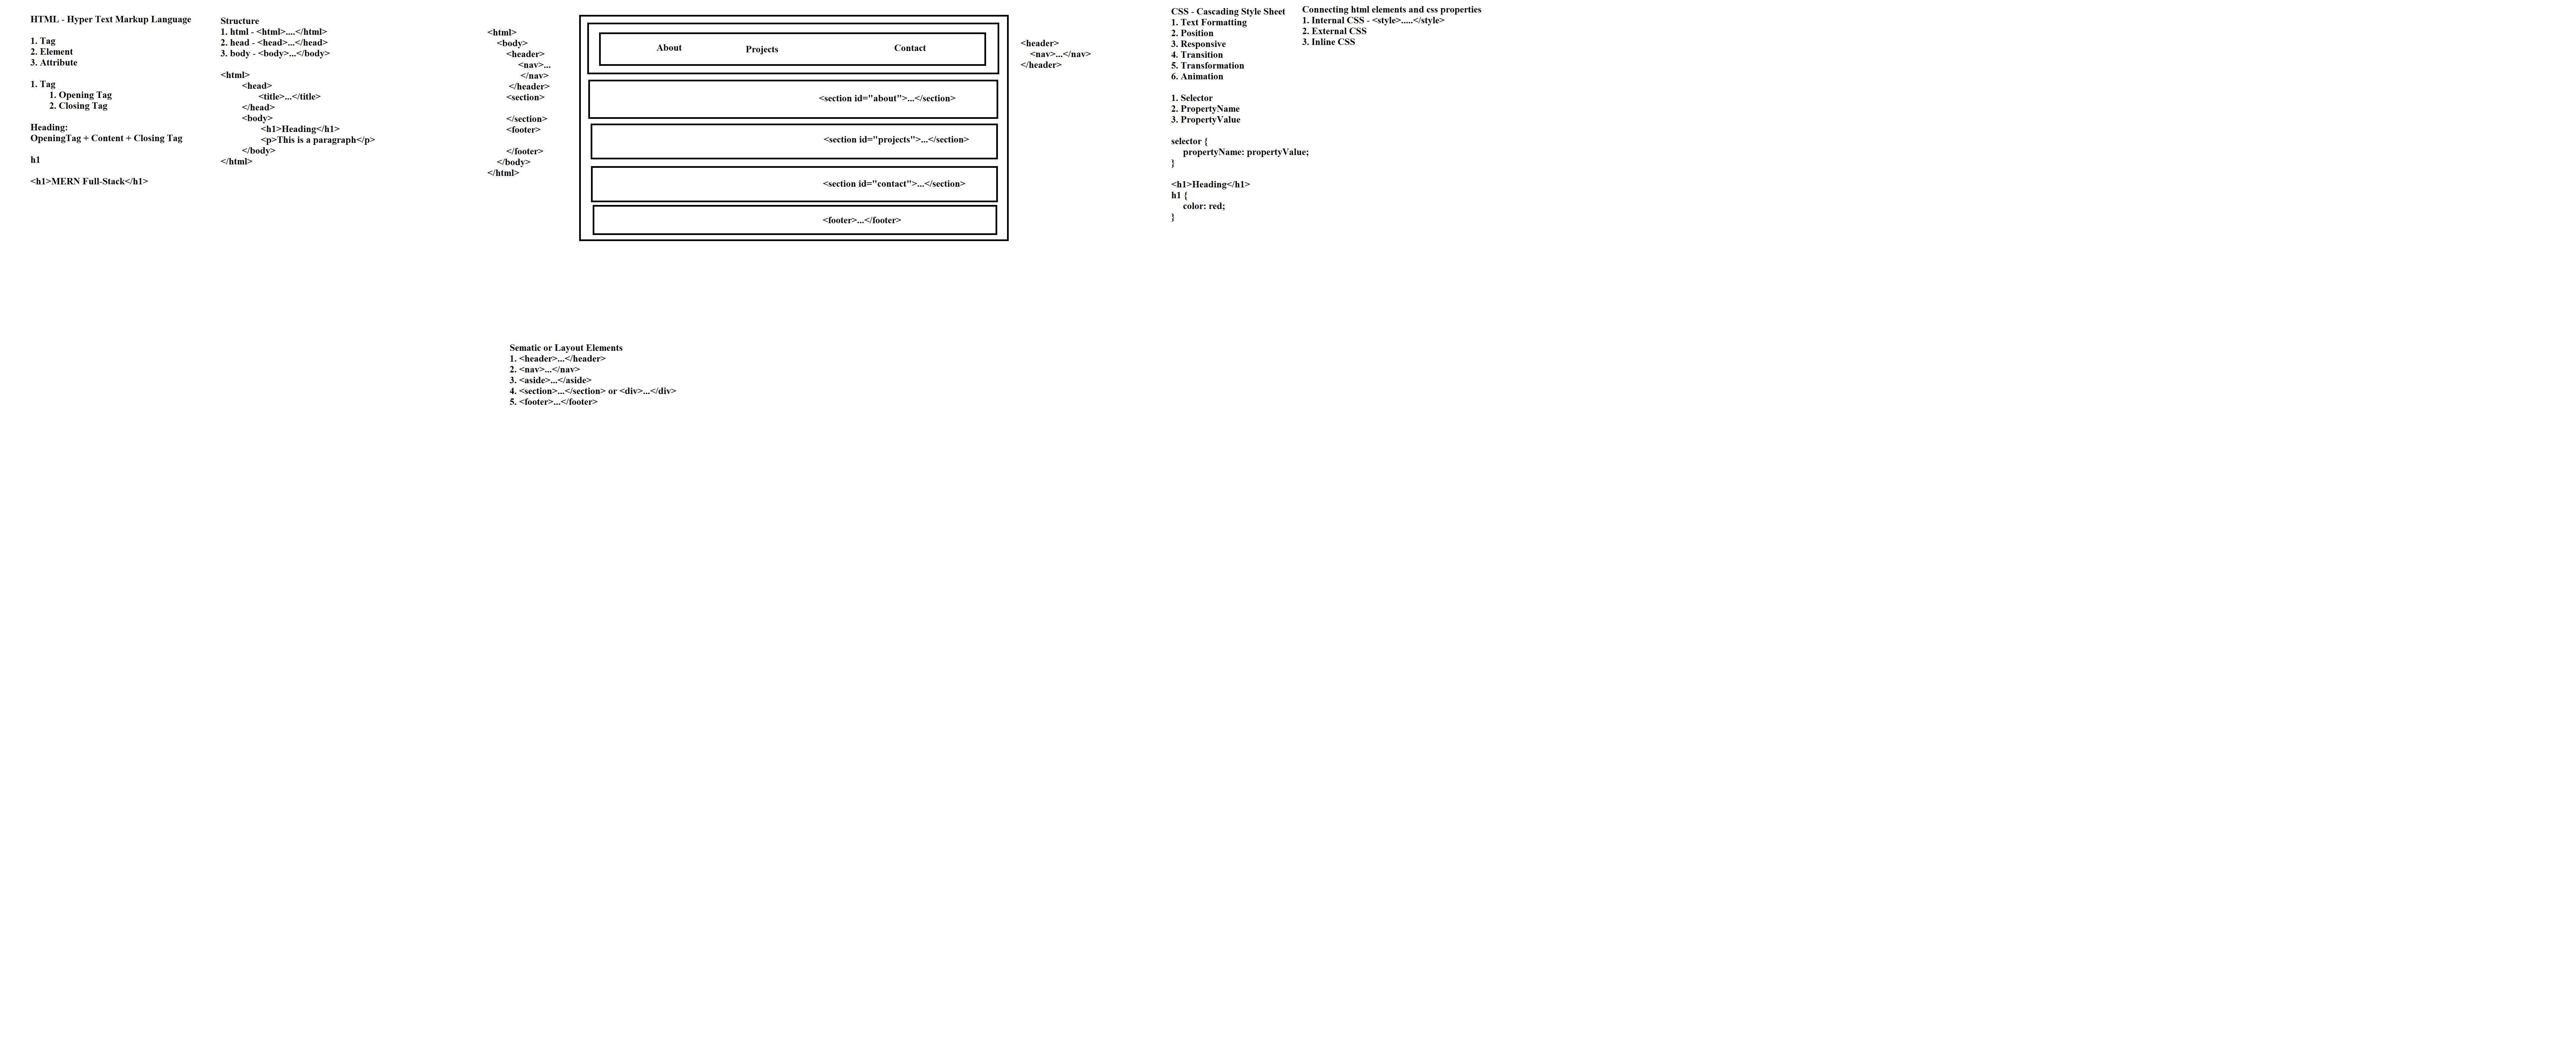 HTML - Hyper Text Markup Language
1. Tag
2. Element
3. Attribute
1. Tag
1. Opening Tag
2. Closing Tag
Heading:
OpeningTag + Content + Closing Tag
h1
<h1>MERN Full-Stack</h1>
Structure
1. html - <html>....</html>
2. head - <head>...</head>
3. body - <body>...</body>
<html>
<head>
<title>...</title>
</head>
<body>
<h1>Heading</h1>
<p>This is a paragraph</p>
</body>
</html>
<html>
<body>
<header>
<nav>...
</nav>
</header>
<section>
</section>
<footer>
</footer>
</body>
</html>
About Projects Contact
<section id="about">...</section>
<section id="projects">...</section>
<section id="contact">...</section>
<footer>...</footer>
<header>
<nav>...</nav>
</header>
Sematic or Layout Elements
1. <header>...</header>
2. <nav>...</nav>
3. <aside>...</aside>
4. <section>...</section> or <div>...</div>
5. <footer>...</footer>
CSS - Cascading Style Sheet
1. Text Formatting
2. Position
3. Responsive
4. Transition
5. Transformation
6. Animation
1. Selector
2. PropertyName
3. PropertyValue
selector {
propertyName: propertyValue;
}
<h1>Heading</h1>
h1 {
color: red;
}
Connecting html elements and css properties
1. Internal CSS - <style>.....</style>
2. External CSS
3. Inline CSS